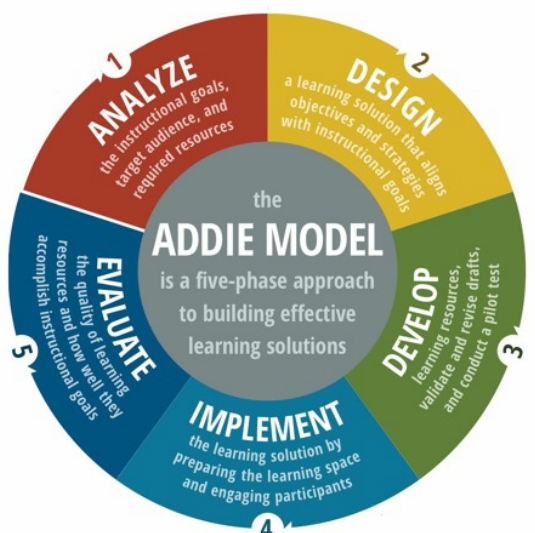 the
ADDIE MODEL
is a five-phase approach
to building effective
learning solutions
1
ANALYZE
the instructional goals,
target audience, and
required resources
2
DESIGN
a learning solution that aligns
objectives and strategies
with instructional goals
3
DEVELOP
learning resources,
validate and revise drafts,
and conduct a pilot test
4
IMPLEMENT
the learning solution by
preparing the learning space
and engaging participants
5
EVALUATE
the quality of learning
resources and how well they
accomplish instructional goals